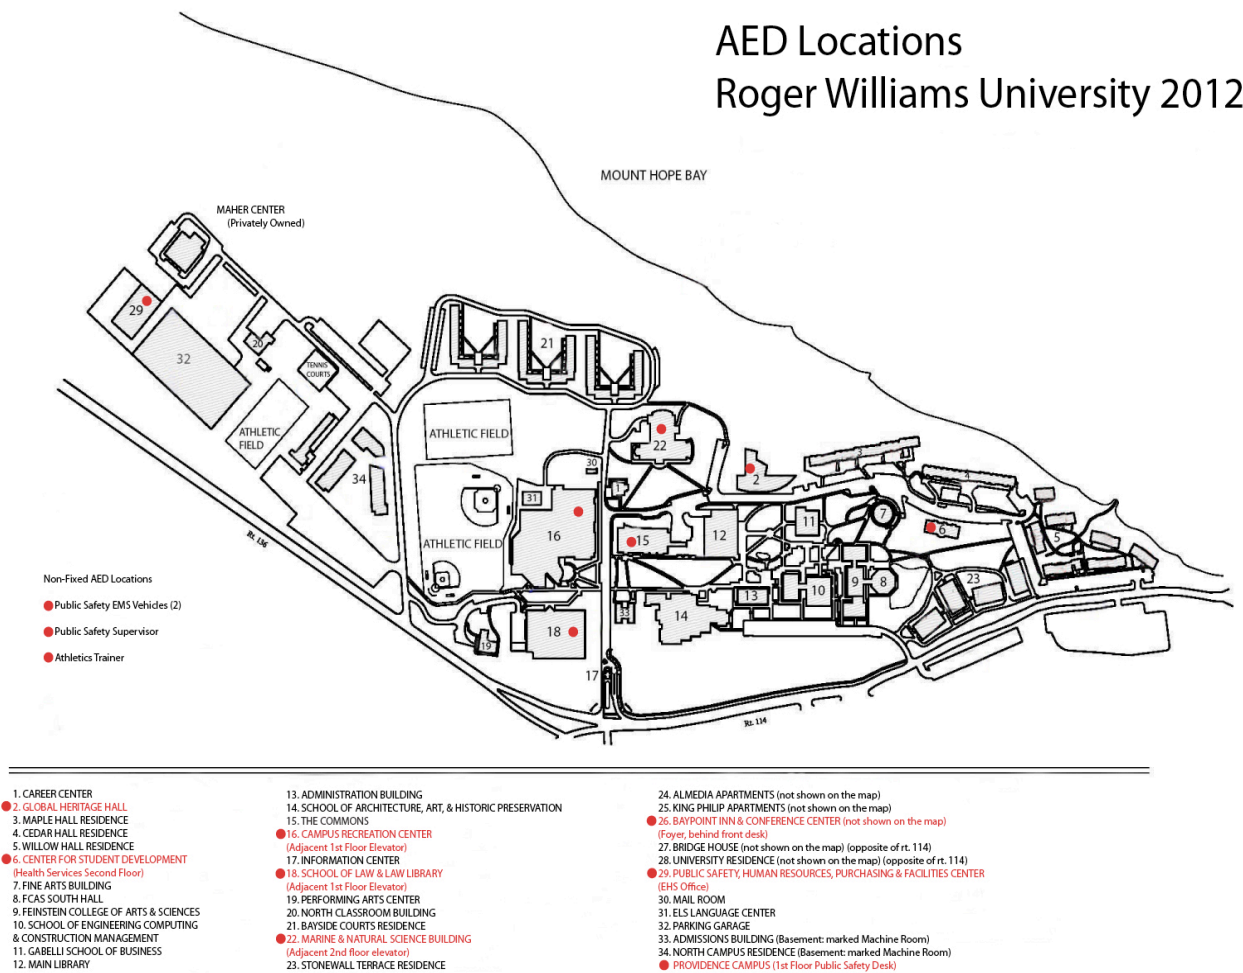 AED Locations
Roger Williams University 2012
MOUNT HOPE BAY
MAHER CENTER
(Privately Owned)
29
32
20
TENNIS
COURTS
21
ATHLETIC
FIELD
ATHLETIC FIELD
34
22
30
31
1
2
3
4
16
ATHLETIC FIELD
15
12
11
7
6
5
Rt. 136
Non-Fixed AED Locations
Public Safety EMS Vehicles (2)
Public Safety Supervisor
Athletics Trainer
9
8
23
10
13
33
14
18
19
17
Rt. 114
1. CAREER CENTER
2. GLOBAL HERITAGE HALL
3. MAPLE HALL RESIDENCE
4. CEDAR HALL RESIDENCE
5. WILLOW HALL RESIDENCE
6. CENTER FOR STUDENT DEVELOPMENT
(Health Services Second Floor)
7. FINE ARTS BUILDING
8. FCAS SOUTH HALL
9. FEINSTEIN COLLEGE OF ARTS & SCIENCES
10. SCHOOL OF ENGINEERING COMPUTING
& CONSTRUCTION MANAGEMENT
11. GABELLI SCHOOL OF BUSINESS
12. MAIN LIBRARY
13. ADMINISTRATION BUILDING
14. SCHOOL OF ARCHITECTURE, ART, & HISTORIC PRESERVATION
15. THE COMMONS
16. CAMPUS RECREATION CENTER
(Adjacent 1st Floor Elevator)
17. INFORMATION CENTER
18. SCHOOL OF LAW & LAW LIBRARY
(Adjacent 1st Floor Elevator)
19. PERFORMING ARTS CENTER
20. NORTH CLASSROOM BUILDING
21. BAYSIDE COURTS RESIDENCE
22. MARINE & NATURAL SCIENCE BUILDING
(Adjacent 2nd floor elevator)
23. STONEWALL TERRACE RESIDENCE
24. ALMEDIA APARTMENTS (not shown on the map)
25. KING PHILIP APARTMENTS (not shown on the map)
26. BAYPOINT INN & CONFERENCE CENTER (not shown on the map)
(Foyer, behind front desk)
27. BRIDGE HOUSE (not shown on the map) (opposite of rt. 114)
28. UNIVERSITY RESIDENCE (not shown on the map) (opposite of rt. 114)
29. PUBLIC SAFETY, HUMAN RESOURCES, PURCHASING & FACILITIES CENTER
(EHS Office)
30. MAIL ROOM
31. ELS LANGUAGE CENTER
32. PARKING GARAGE
33. ADMISSIONS BUILDING (Basement: marked Machine Room)
34. NORTH CAMPUS RESIDENCE (Basement: marked Machine Room)
PROVIDENCE CAMPUS (1st Floor Public Safety Desk)